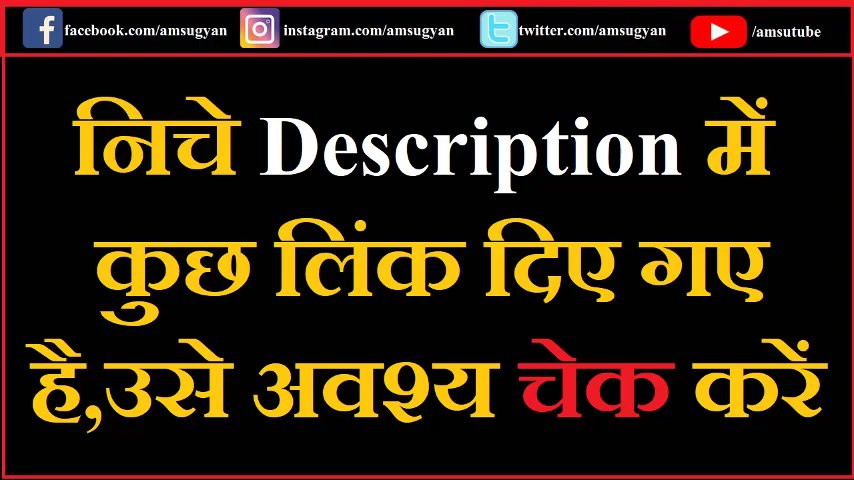 facebook.com/amsugyan instagram.com/amsugyan twitter.com/amsugyan /amsutube
निचे Description में
कुछ लिंक दिए गए
है,उसे अवश्य चेक करें